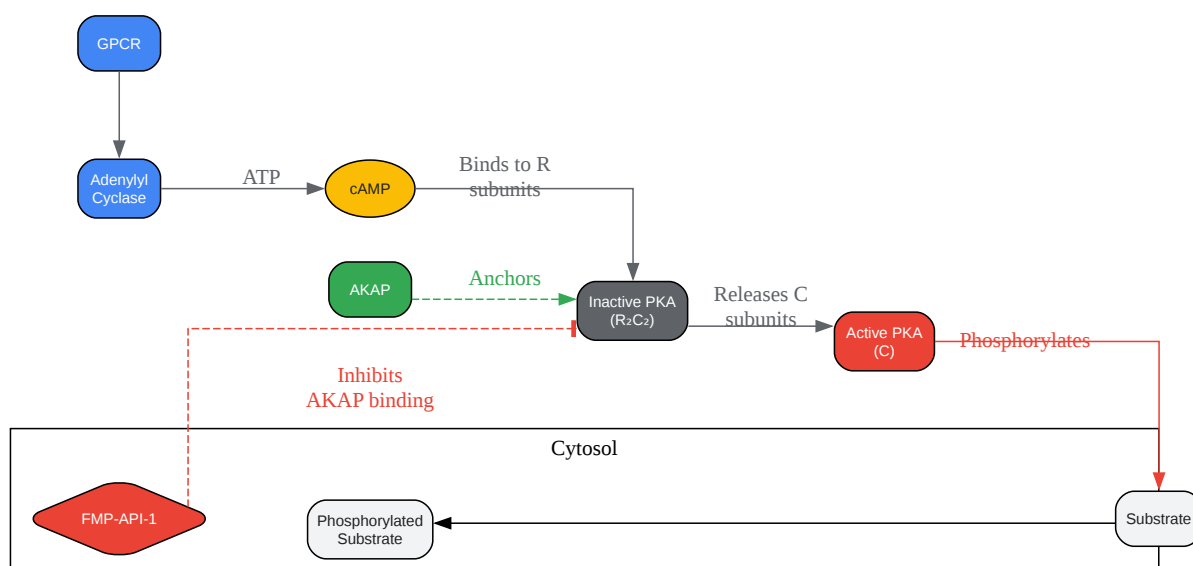 GPCR
Adenylyl
Cyclase
ATP
cAMP
Binds to R
subunits
AKAP
Anchors
Inactive PKA
(R₂C₂)
Releases C
subunits
Active PKA
(C)
Phosphorylates
Inhibits
AKAP binding
Cytosol
FMP-API-1
Phosphorylated
Substrate
Substrate